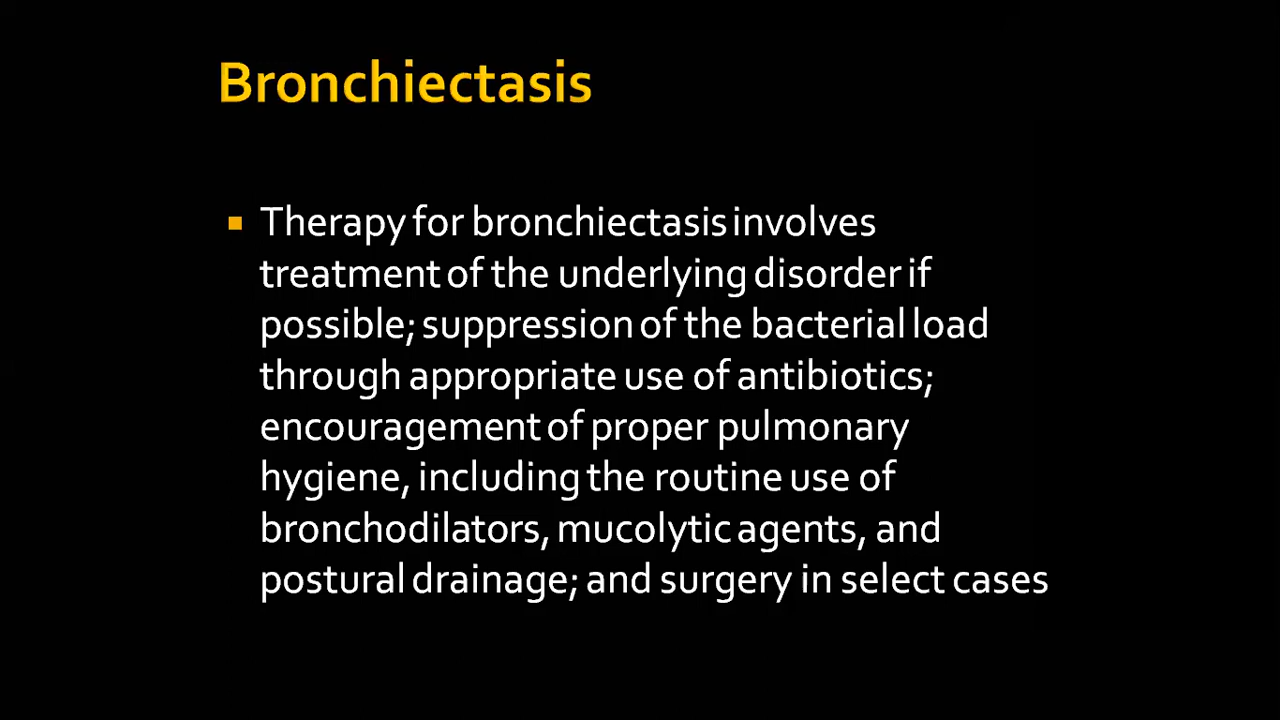 Bronchiectasis
Therapy for bronchiectasis involves
treatment of the underlying disorder if
possible; suppression of the bacterial load
through appropriate use of antibiotics;
encouragement of proper pulmonary
hygiene, including the routine use of
bronchodilators, mucolytic agents, and
postural drainage; and surgery in select cases